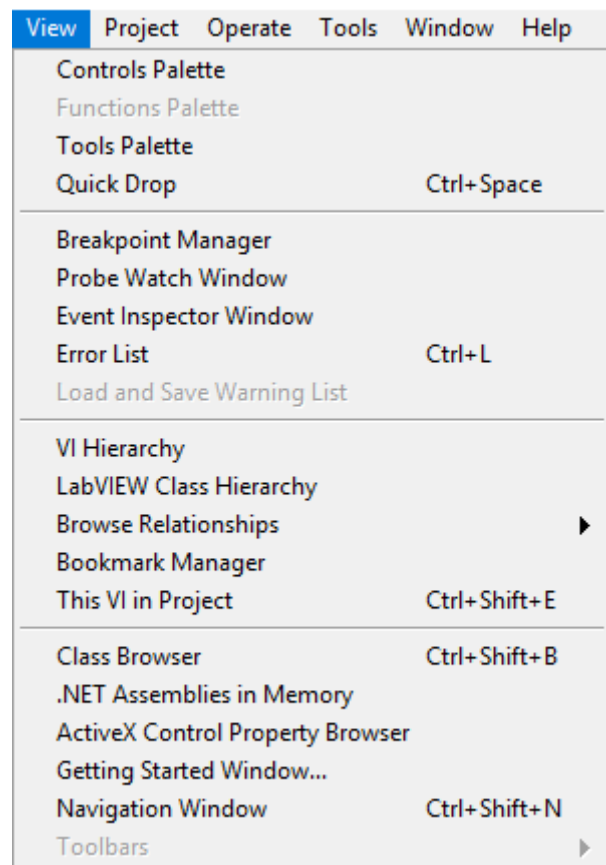 View Project Operate Tools Window Help
Controls Palette
Functions Palette
Tools Palette
Quick Drop Ctrl+Space
Breakpoint Manager
Probe Watch Window
Event Inspector Window
Error List Ctrl+L
Load and Save Warning List
VI Hierarchy
LabVIEW Class Hierarchy
Browse Relationships
Bookmark Manager
This VI in Project Ctrl+Shift+E
Class Browser Ctrl+Shift+B
.NET Assemblies in Memory
ActiveX Control Property Browser
Getting Started Window...
Navigation Window Ctrl+Shift+N
Toolbars